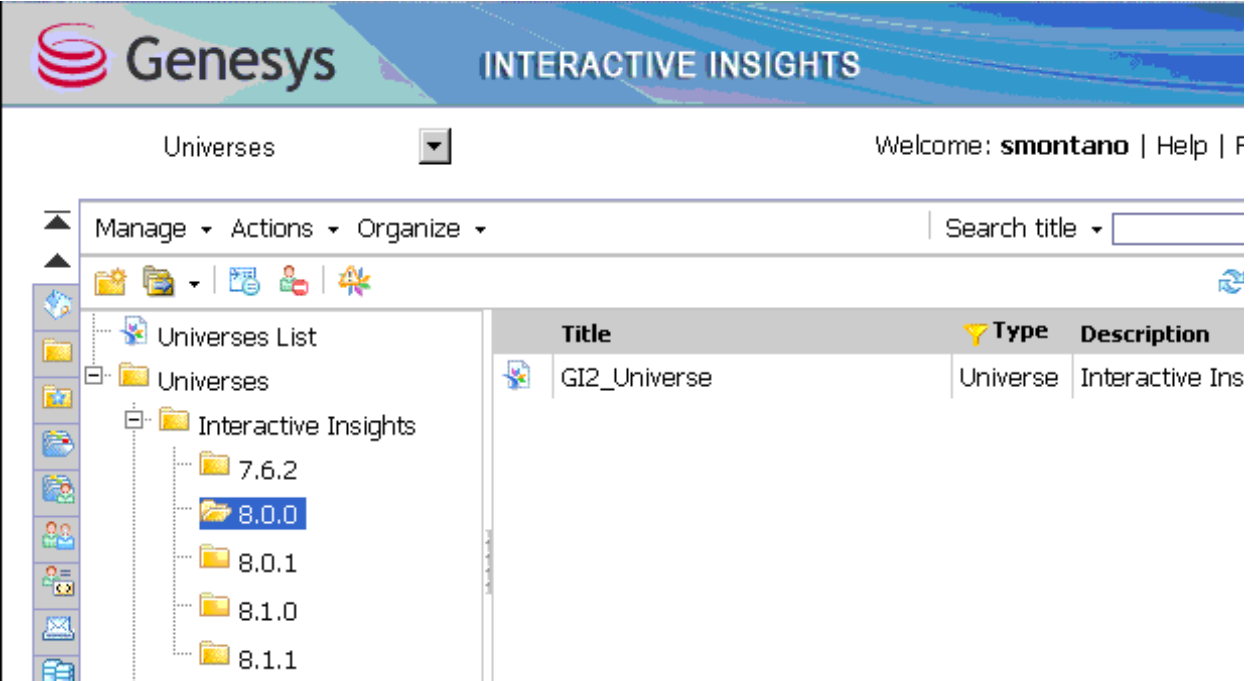 Genesys INTERACTIVE INSIGHTS
Universes Welcome: smontano | Help |
Manage Actions Organize Search title
Universes List Title Type Description
Universes GI2_Universe Universe Interactive Ins
Interactive Insights
7.6.2
8.0.0
8.0.1
8.1.0
8.1.1